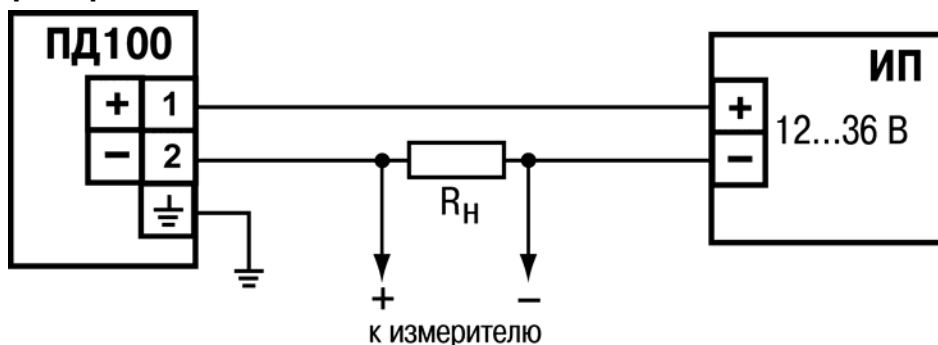 ПД100
ИП
+ 1
+
12...36 В
– 2
–
RН
+ –
к измерителю